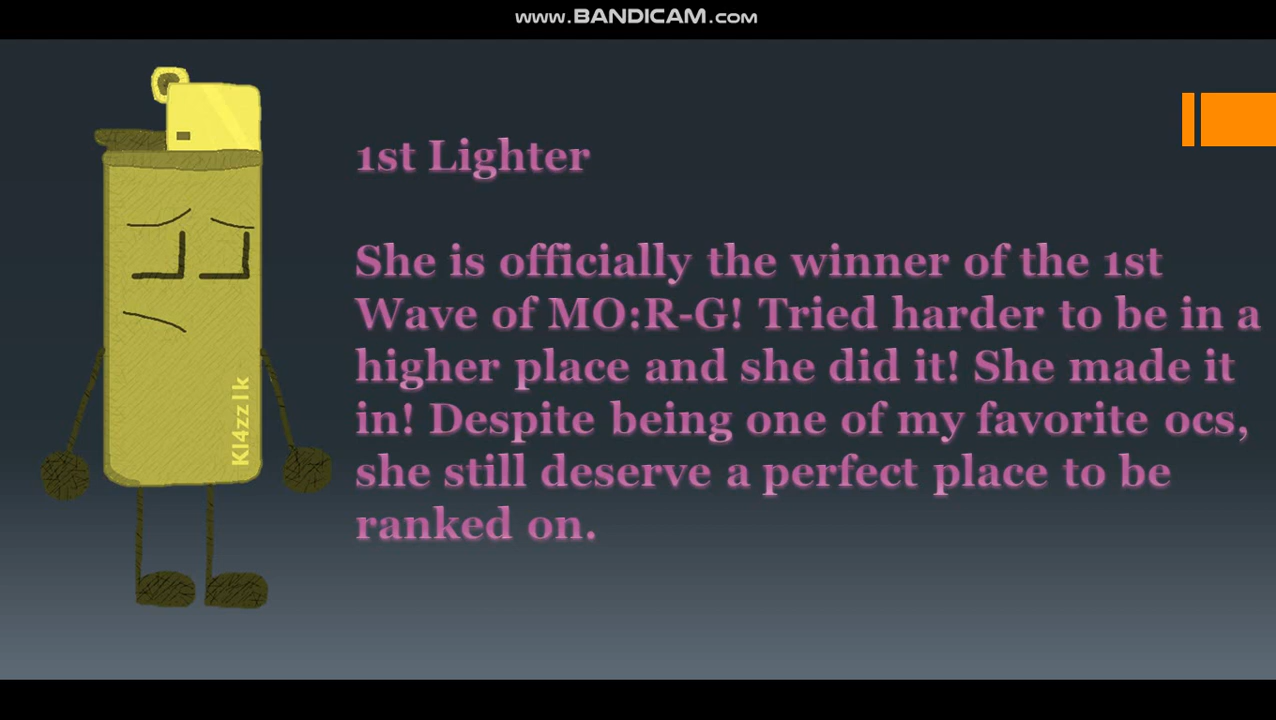 www.BANDICAM.com
1st Lighter
She is officially the winner of the 1st
Wave of MO:R-G! Tried harder to be in a
higher place and she did it! She made it
in! Despite being one of my favorite ocs,
she still deserve a perfect place to be
ranked on.
Kl4zz1k